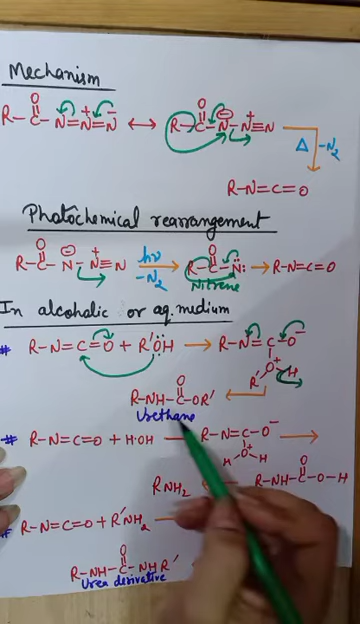 Mechanism
R-C(=O)-N=N⁺=N⁻ ↔ R-C(=O)-N⊖-N⁺≡N
Δ -N₂
R-N=C=O
Photochemical rearrangement
R-C(=O)-N⊖-N⁺≡N hν -N₂ → R-C(=O)-N̈: → R-N=C=O
Nitrene
In alcoholic or aq. medium
# R-N=C=O + R'ÖH → R-N=C-O⁻
R' O⁺ H
R-NH-C(=O)-OR'
Urethane
# R-N=C=O + H·OH → R-N=C-O⁻ →
H O⁺ H
RNH₂ R-NH-C(=O)-O-H
# R-N=C=O + R'NH₂ →
R-NH-C(=O)-NHR'
Urea derivative